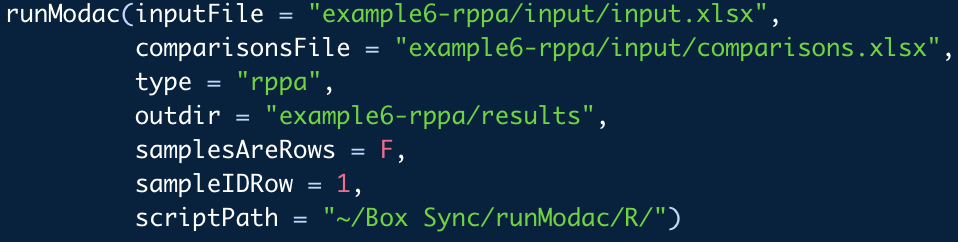 runModac(inputFile = "example6-rppa/input/input.xlsx",
         comparisonsFile = "example6-rppa/input/comparisons.xlsx",
         type = "rppa",
         outdir = "example6-rppa/results",
         samplesAreRows = F,
         sampleIDRow = 1,
         scriptPath = "~/Box Sync/runModac/R/")